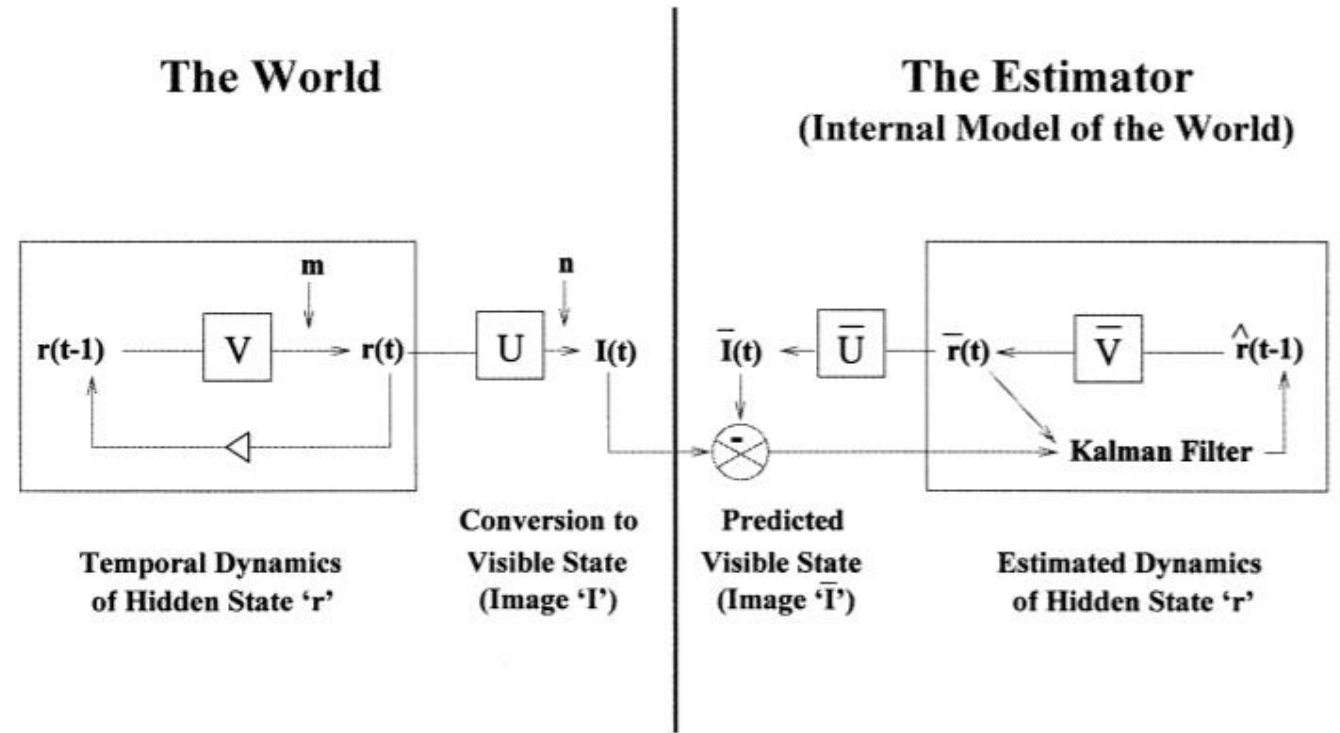 The World
The Estimator
(Internal Model of the World)
m
n
r(t-1)
V
r(t)
U
I(t)
I̅(t)
U̅
r̅(t)
V̅
r̂(t-1)
-
Kalman Filter
Conversion to
Visible State
(Image ‘I’)
Predicted
Visible State
(Image ‘I̅’)
Temporal Dynamics
of Hidden State ‘r’
Estimated Dynamics
of Hidden State ‘r’